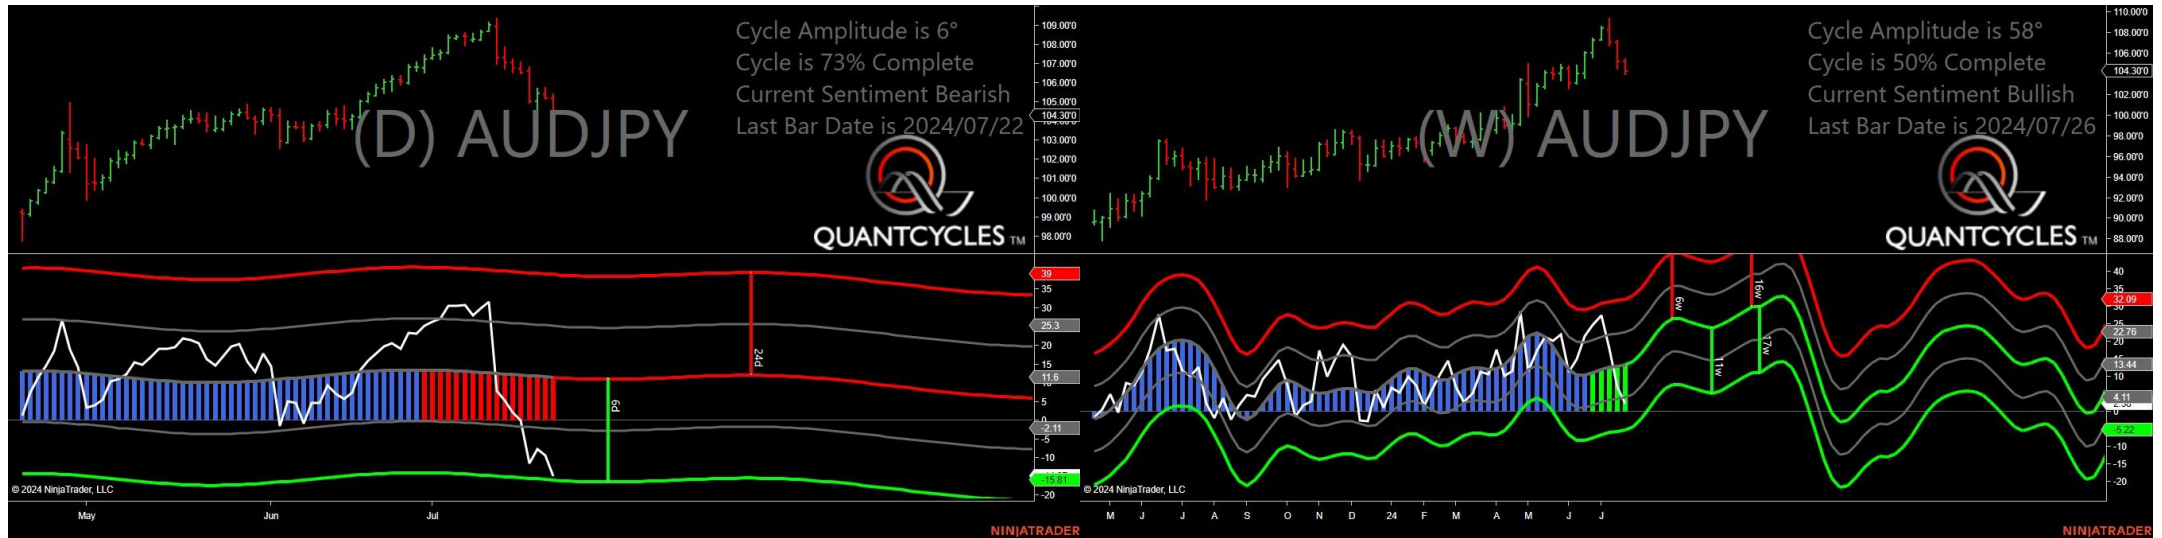 Cycle Amplitude is 6°
Cycle is 73% Complete
Current Sentiment Bearish
Last Bar Date is 2024/07/22
(D) AUDJPY
QUANTCYCLES TM
109.00'0
108.00'0
107.00'0
106.00'0
105.00'0
104.30'0
103.00'0
102.00'0
101.00'0
100.00'0
99.00'0
98.00'0
39
35
30
25.3
20
15
11.6
10
5
0
-2.11
-5
-10
-15.81
-20
24d
6d
© 2024 NinjaTrader, LLC
May Jun Jul
NINJATRADER
Cycle Amplitude is 58°
Cycle is 50% Complete
Current Sentiment Bullish
Last Bar Date is 2024/07/26
(W) AUDJPY
QUANTCYCLES TM
110.00'0
108.00'0
106.00'0
104.30'0
102.00'0
100.00'0
98.00'0
96.00'0
94.00'0
92.00'0
90.00'0
88.00'0
40
35
32.09
25
22.76
20
15
13.44
10
4.11
0
-5.22
-10
-15
-20
6w
16w
11w
17w
© 2024 NinjaTrader, LLC
M J J A S O N D 24 F M A M J J
NINJATRADER